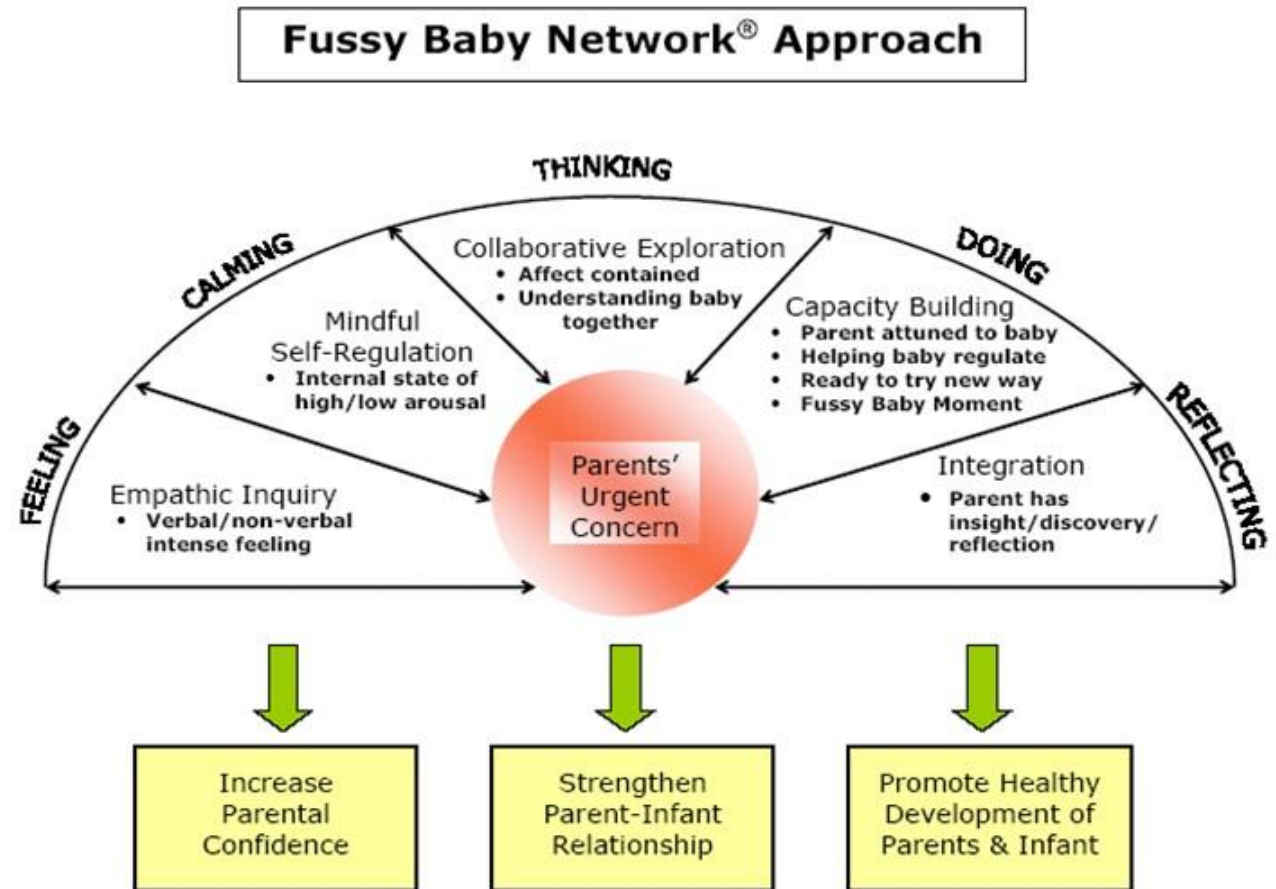 Fussy Baby Network® Approach
THINKING
CALMING
DOING
FEELING
REFLECTING
Collaborative Exploration
• Affect contained
• Understanding baby
together
Mindful
Self-Regulation
• Internal state of
high/low arousal
Capacity Building
• Parent attuned to baby
• Helping baby regulate
• Ready to try new way
• Fussy Baby Moment
Empathic Inquiry
• Verbal/non-verbal
intense feeling
Parents’
Urgent
Concern
Integration
• Parent has
insight/discovery/
reflection
Increase
Parental
Confidence
Strengthen
Parent-Infant
Relationship
Promote Healthy
Development of
Parents & Infant